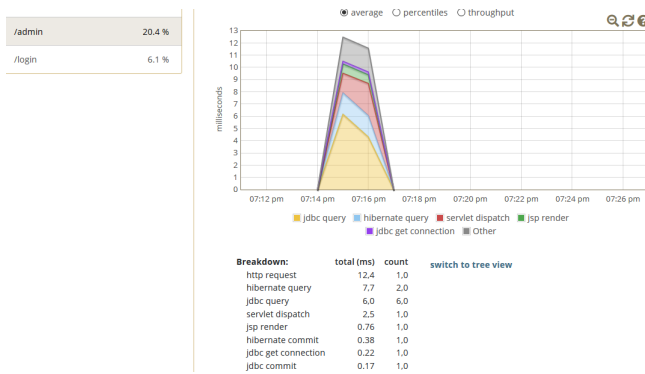 /admin 20.4 %
/login 6.1 %
average percentiles throughput
13
12
11
10
9
8
7
6
5
4
3
2
1
0
milliseconds
07:12 pm 07:14 pm 07:16 pm 07:18 pm 07:20 pm 07:22 pm 07:24 pm 07:26 pm
jdbc query hibernate query servlet dispatch jsp render
jdbc get connection Other
Breakdown: total (ms) count switch to tree view
http request 12,4 1,0
hibernate query 7,7 2,0
jdbc query 6,0 6,0
servlet dispatch 2,5 1,0
jsp render 0.76 1,0
hibernate commit 0.38 1,0
jdbc get connection 0.22 1,0
jdbc commit 0.17 1,0